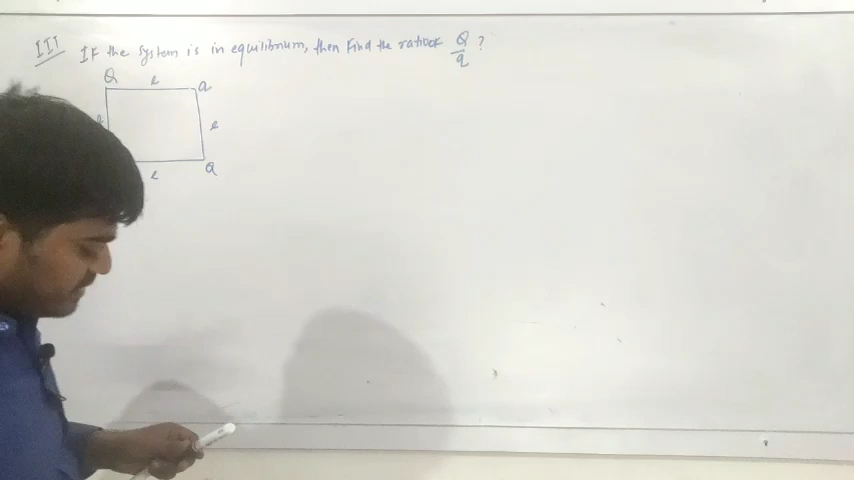 III IF the system is in equilibrium, then Find the ratio of Q/q ?
Q l Q
l l
l Q